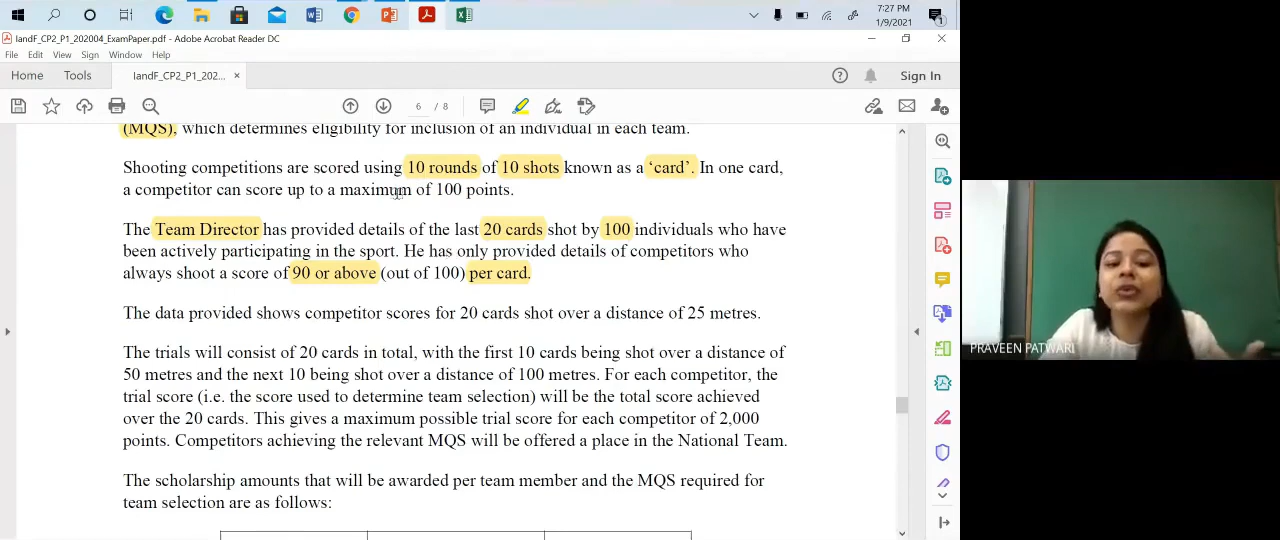 7:27 PM
1/9/2021
IandF_CP2_P1_202004_ExamPaper.pdf - Adobe Acrobat Reader DC
File Edit View Sign Window Help
Home Tools IandF_CP2_P1_202... × Sign In
6 / 8
(MQS), which determines eligibility for inclusion of an individual in each team.
Shooting competitions are scored using 10 rounds of 10 shots known as a ‘card’. In one card,
a competitor can score up to a maximum of 100 points.
The Team Director has provided details of the last 20 cards shot by 100 individuals who have
been actively participating in the sport. He has only provided details of competitors who
always shoot a score of 90 or above (out of 100) per card.
The data provided shows competitor scores for 20 cards shot over a distance of 25 metres.
The trials will consist of 20 cards in total, with the first 10 cards being shot over a distance of
50 metres and the next 10 being shot over a distance of 100 metres. For each competitor, the
trial score (i.e. the score used to determine team selection) will be the total score achieved
over the 20 cards. This gives a maximum possible trial score for each competitor of 2,000
points. Competitors achieving the relevant MQS will be offered a place in the National Team.
The scholarship amounts that will be awarded per team member and the MQS required for
team selection are as follows:
PRAVEEN PATWARI